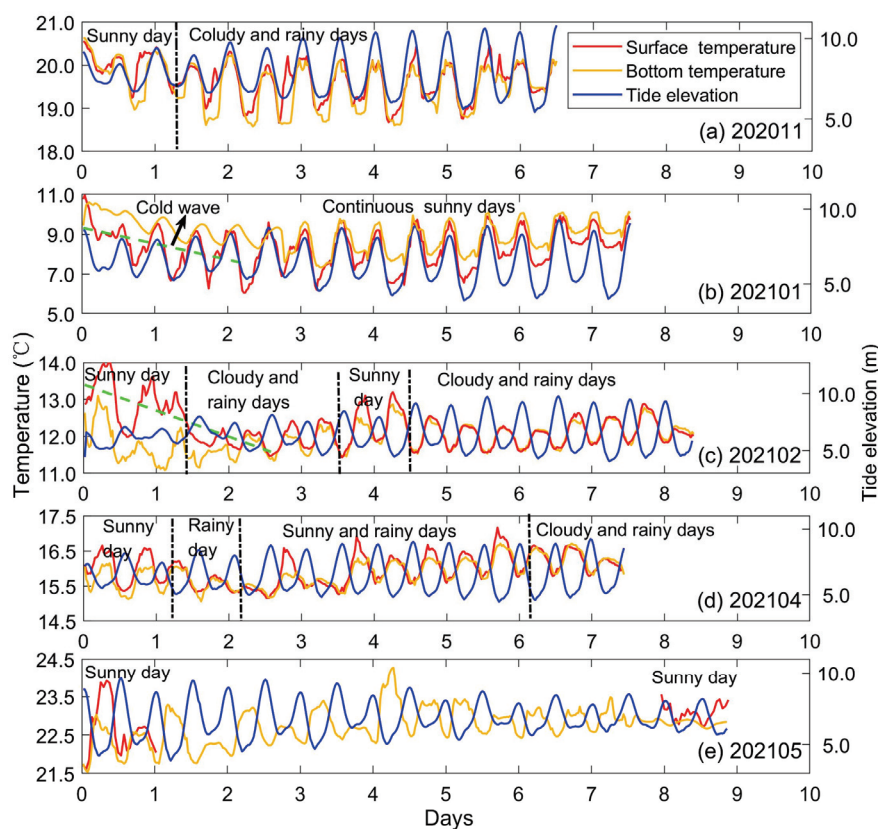 21.0
20.0
19.0
18.0
Sunny day
Coludy and rainy days
Surface temperature
Bottom temperature
Tide elevation
10.0
5.0
(a) 202011
0 1 2 3 4 5 6 7 8 9 10
11.0
9.0
7.0
5.0
Cold wave
Continuous sunny days
10.0
5.0
(b) 202101
0 1 2 3 4 5 6 7 8 9 10
14.0
13.0
12.0
11.0
Sunny day
Cloudy and
rainy days
Sunny
day
Cloudy and rainy days
10.0
5.0
(c) 202102
0 1 2 3 4 5 6 7 8 9 10
17.5
16.5
15.5
14.5
Sunny
day
Rainy
day
Sunny and rainy days
Cloudy and rainy days
10.0
5.0
(d) 202104
0 1 2 3 4 5 6 7 8 9 10
24.5
23.5
22.5
21.5
Sunny day
Sunny day
10.0
5.0
(e) 202105
0 1 2 3 4 5 6 7 8 9 10
Days
Temperature (℃)
Tide elevation (m)